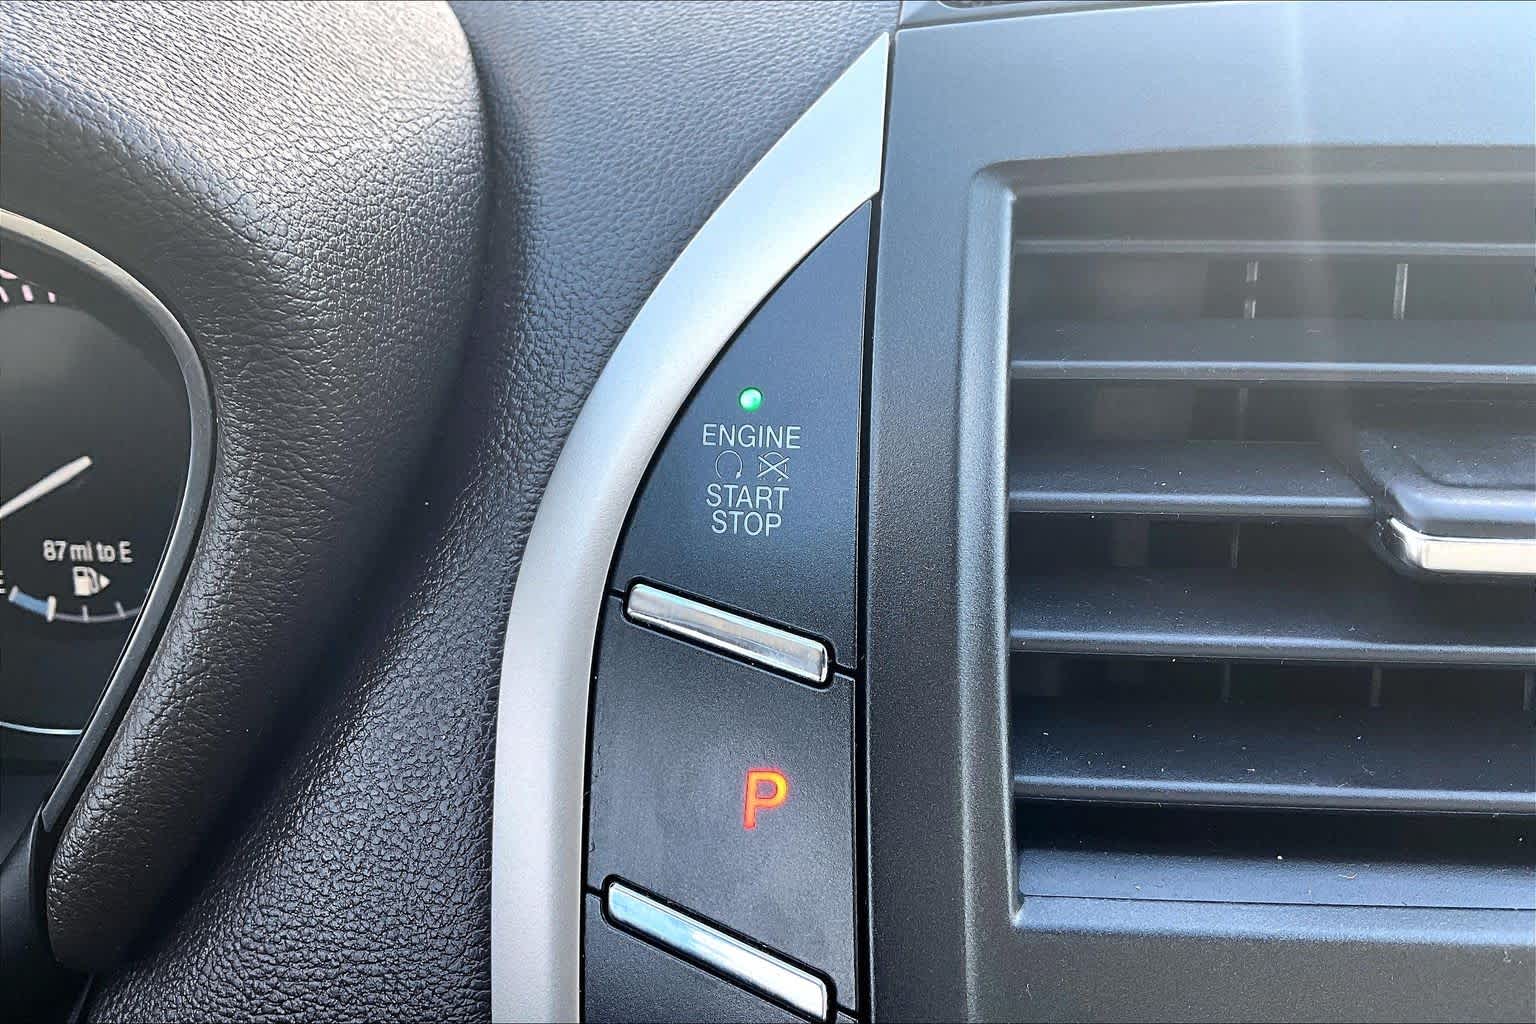 87 mi to E
E
ENGINE
START
STOP
P